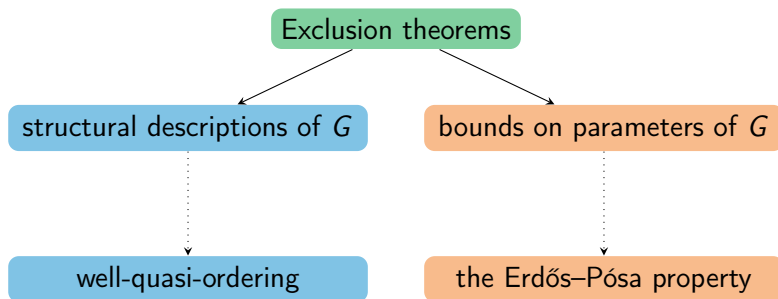 Exclusion theorems
structural descriptions of G
bounds on parameters of G
well-quasi-ordering
the Erdős–Pósa property